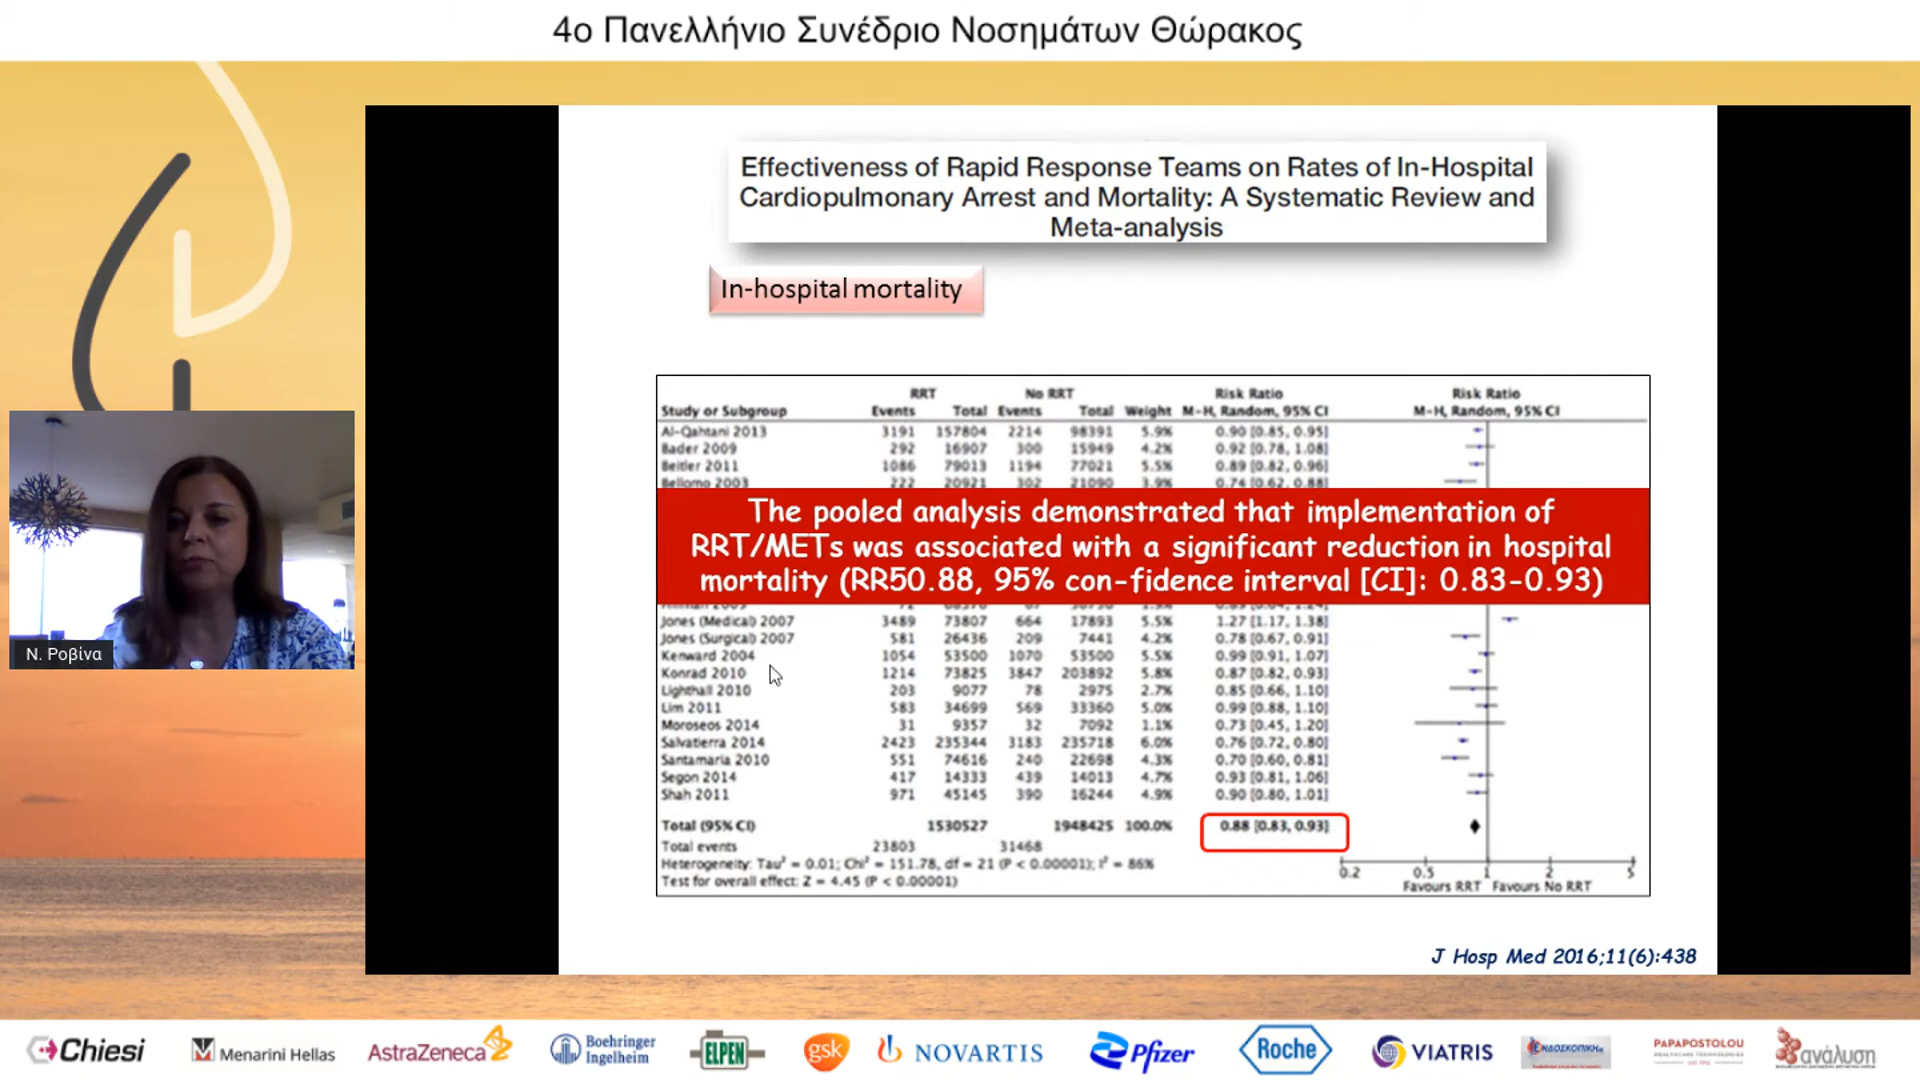 4ο Πανελλήνιο Συνέδριο Νοσημάτων Θώρακος
Effectiveness of Rapid Response Teams on Rates of In-Hospital
Cardiopulmonary Arrest and Mortality: A Systematic Review and
Meta-analysis
In-hospital mortality
RRT No RRT Risk Ratio Risk Ratio
Study or Subgroup Events Total Events Total Weight M-H, Random, 95% CI M-H, Random, 95% CI
Al-Qahtani 2013 3191 157804 2214 98391 5.9% 0.90 [0.85, 0.95]
Bader 2009 292 16907 300 15949 4.2% 0.92 [0.78, 1.08]
Beitler 2011 1086 79013 1194 77021 5.5% 0.89 [0.82, 0.96]
Bellomo 2003 222 20921 302 21090 3.9% 0.74 [0.62, 0.88]
The pooled analysis demonstrated that implementation of
RRT/METs was associated with a significant reduction in hospital
mortality (RR50.88, 95% con-fidence interval [CI]: 0.83-0.93)
Jones (Medical) 2007 3489 73807 664 17893 5.5% 1.27 [1.17, 1.38]
Jones (Surgical) 2007 581 26436 209 7441 4.2% 0.78 [0.67, 0.91]
Kenward 2004 1054 53500 1070 53500 5.5% 0.99 [0.91, 1.07]
Konrad 2010 1214 73825 3847 203892 5.8% 0.87 [0.82, 0.93]
Lighthall 2010 203 9077 78 2975 2.7% 0.85 [0.66, 1.10]
Lim 2011 583 34699 569 33360 5.0% 0.99 [0.88, 1.10]
Moroseos 2014 31 9357 32 7092 1.1% 0.73 [0.45, 1.20]
Salvatierra 2014 2423 235344 3183 235718 6.0% 0.76 [0.72, 0.80]
Santamaria 2010 551 74616 240 22698 4.3% 0.70 [0.60, 0.81]
Segon 2014 417 14333 439 14013 4.7% 0.93 [0.81, 1.06]
Shah 2011 971 45145 390 16244 4.9% 0.90 [0.80, 1.01]
Total (95% CI) 1530527 1948425 100.0% 0.88 [0.83, 0.93]
Total events 23803 31468
Heterogeneity: Tau² = 0.01; Chi² = 151.78, df = 21 (P < 0.00001); I² = 86%
Test for overall effect: Z = 4.45 (P < 0.00001)
0.2 0.5 1 2 5
Favours RRT Favours No RRT
J Hosp Med 2016;11(6):438
Ν. Ροβίνα
Chiesi
Menarini Hellas
AstraZeneca
Boehringer
Ingelheim
ELPEN
gsk
NOVARTIS
Pfizer
Roche
VIATRIS
ΕΝΔΟΣΚΟΠΙΚΗ
PAPAPOSTOLOU
ανάλυση